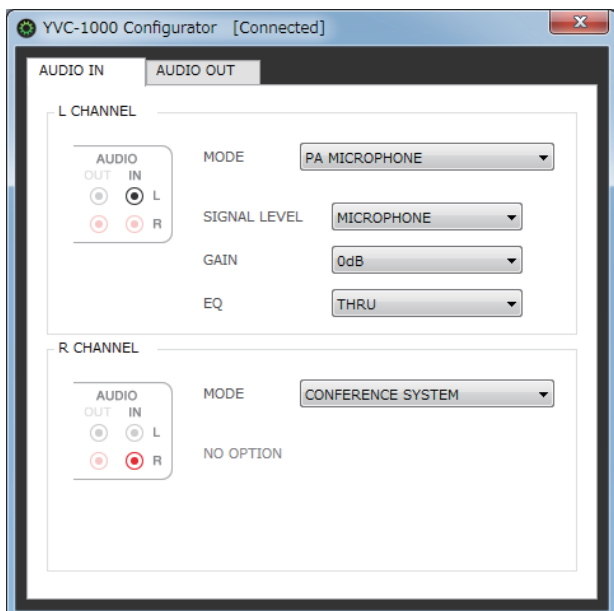 YVC-1000 Configurator [Connected]
AUDIO IN AUDIO OUT
L CHANNEL
AUDIO
OUT IN
L
R
MODE PA MICROPHONE
SIGNAL LEVEL MICROPHONE
GAIN 0dB
EQ THRU
R CHANNEL
AUDIO
OUT IN
L
R
MODE CONFERENCE SYSTEM
NO OPTION